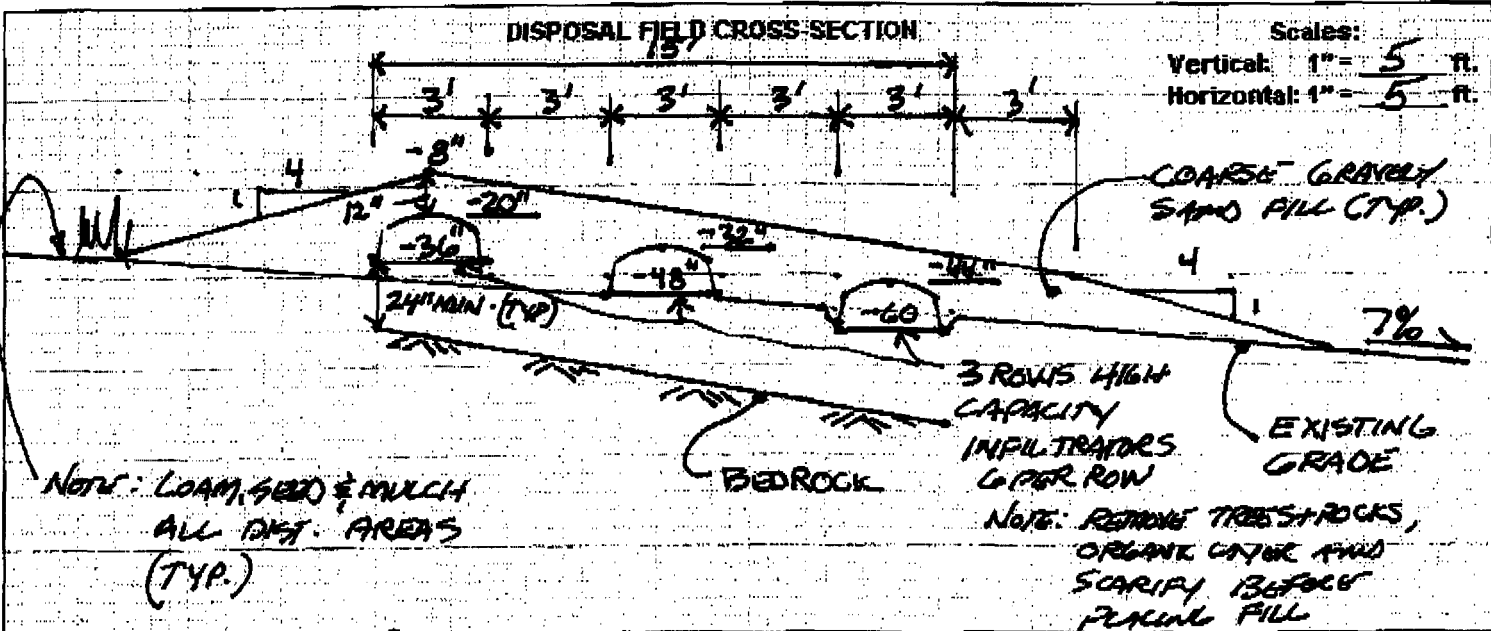 DISPOSAL FIELD CROSS-SECTION
Scales:
Vertical: 1" = 5 ft.
Horizontal: 1" = 5 ft.
15'
3' 3' 3' 3' 3' 3'
-8"
4
1
12"
-20"
-36"
-32"
-48"
-44"
-60
24" MIN. (TYP)
COARSE GRAVELY
SAND FILL (TYP.)
4
1
7%
3 ROWS HIGH
CAPACITY
INFILTRATORS
6 PER ROW
BEDROCK
EXISTING
GRADE
NOTE: LOAM, SEED & MULCH
ALL DIST. AREAS
(TYP.)
NOTE: REMOVE TREES + ROCKS,
ORGANIC LAYER AND
SCARIFY BEFORE
PLACING FILL